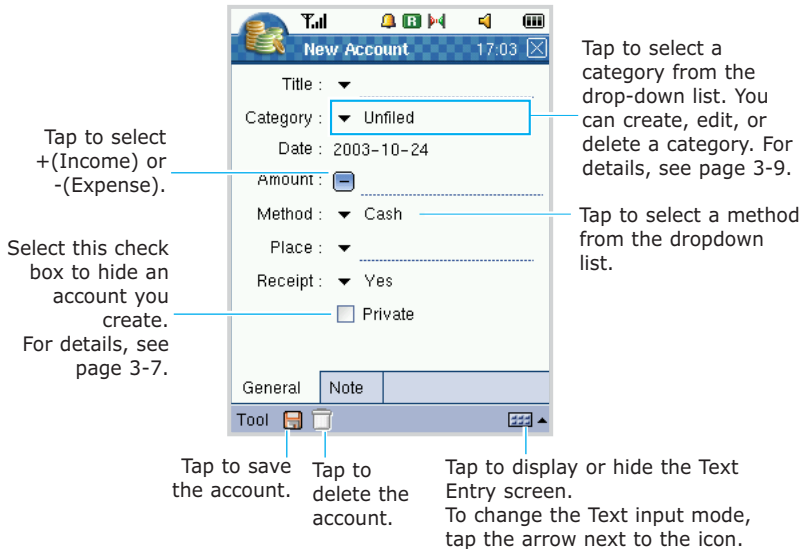 R
New Account 17:03
Title :
Category : Unfiled
Date : 2003-10-24
Amount :
Method : Cash
Place :
Receipt : Yes
Private
General Note
Tool
Tap to select
+(Income) or
-(Expense).
Select this check
box to hide an
account you
create.
For details, see
page 3-7.
Tap to select a
category from the
drop-down list. You
can create, edit, or
delete a category. For
details, see page 3-9.
Tap to select a method
from the dropdown
list.
Tap to save
the account.
Tap to
delete the
account.
Tap to display or hide the Text
Entry screen.
To change the Text input mode,
tap the arrow next to the icon.